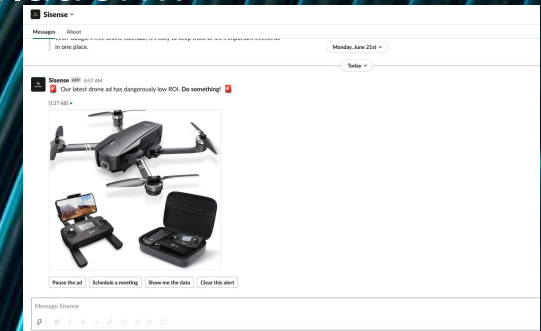 Sisense
Messages About
in one place.
Monday, June 21st
Today
Sisense APP 8:57 AM
Our latest drone ad has dangerously low ROI. Do something!
(137 kB)
Pause the ad Schedule a meeting Show me the data Clear this alert
Message Sisense
B I